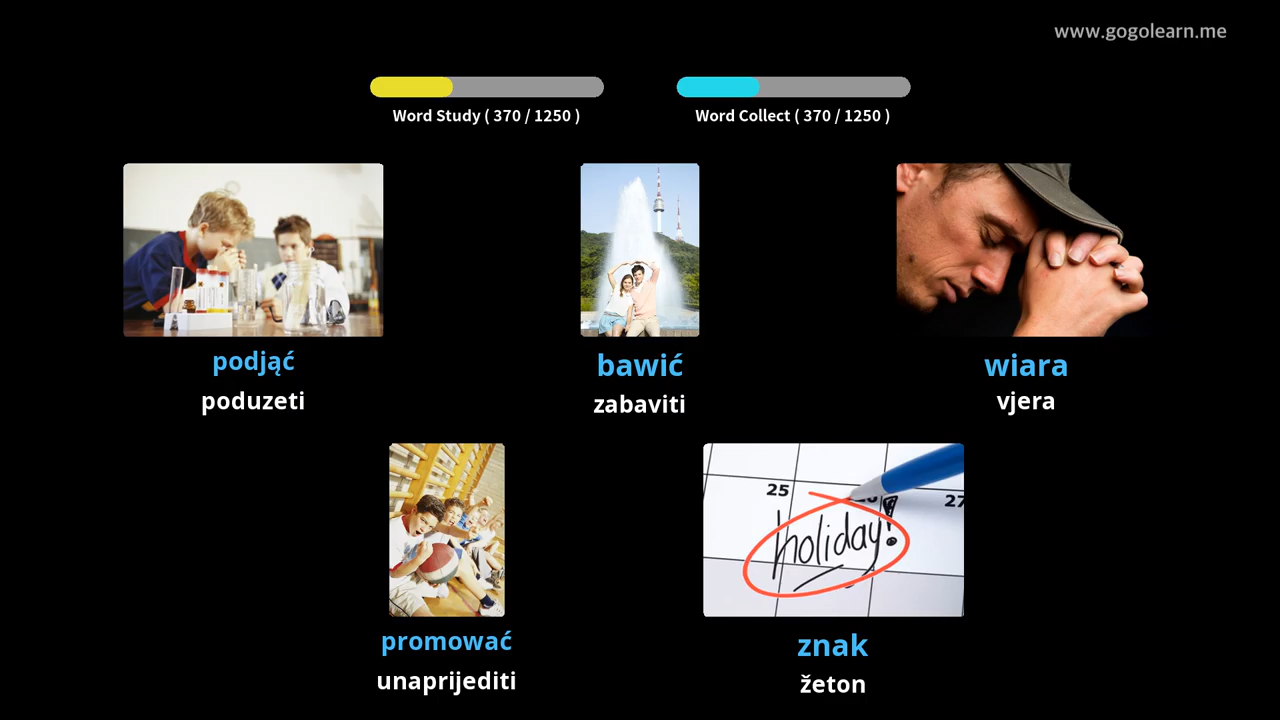 www.gogolearn.me
Word Study ( 370 / 1250 )
Word Collect ( 370 / 1250 )
podjąć
poduzeti
bawić
zabaviti
wiara
vjera
25
27
holiday!
promować
unaprijediti
znak
žeton